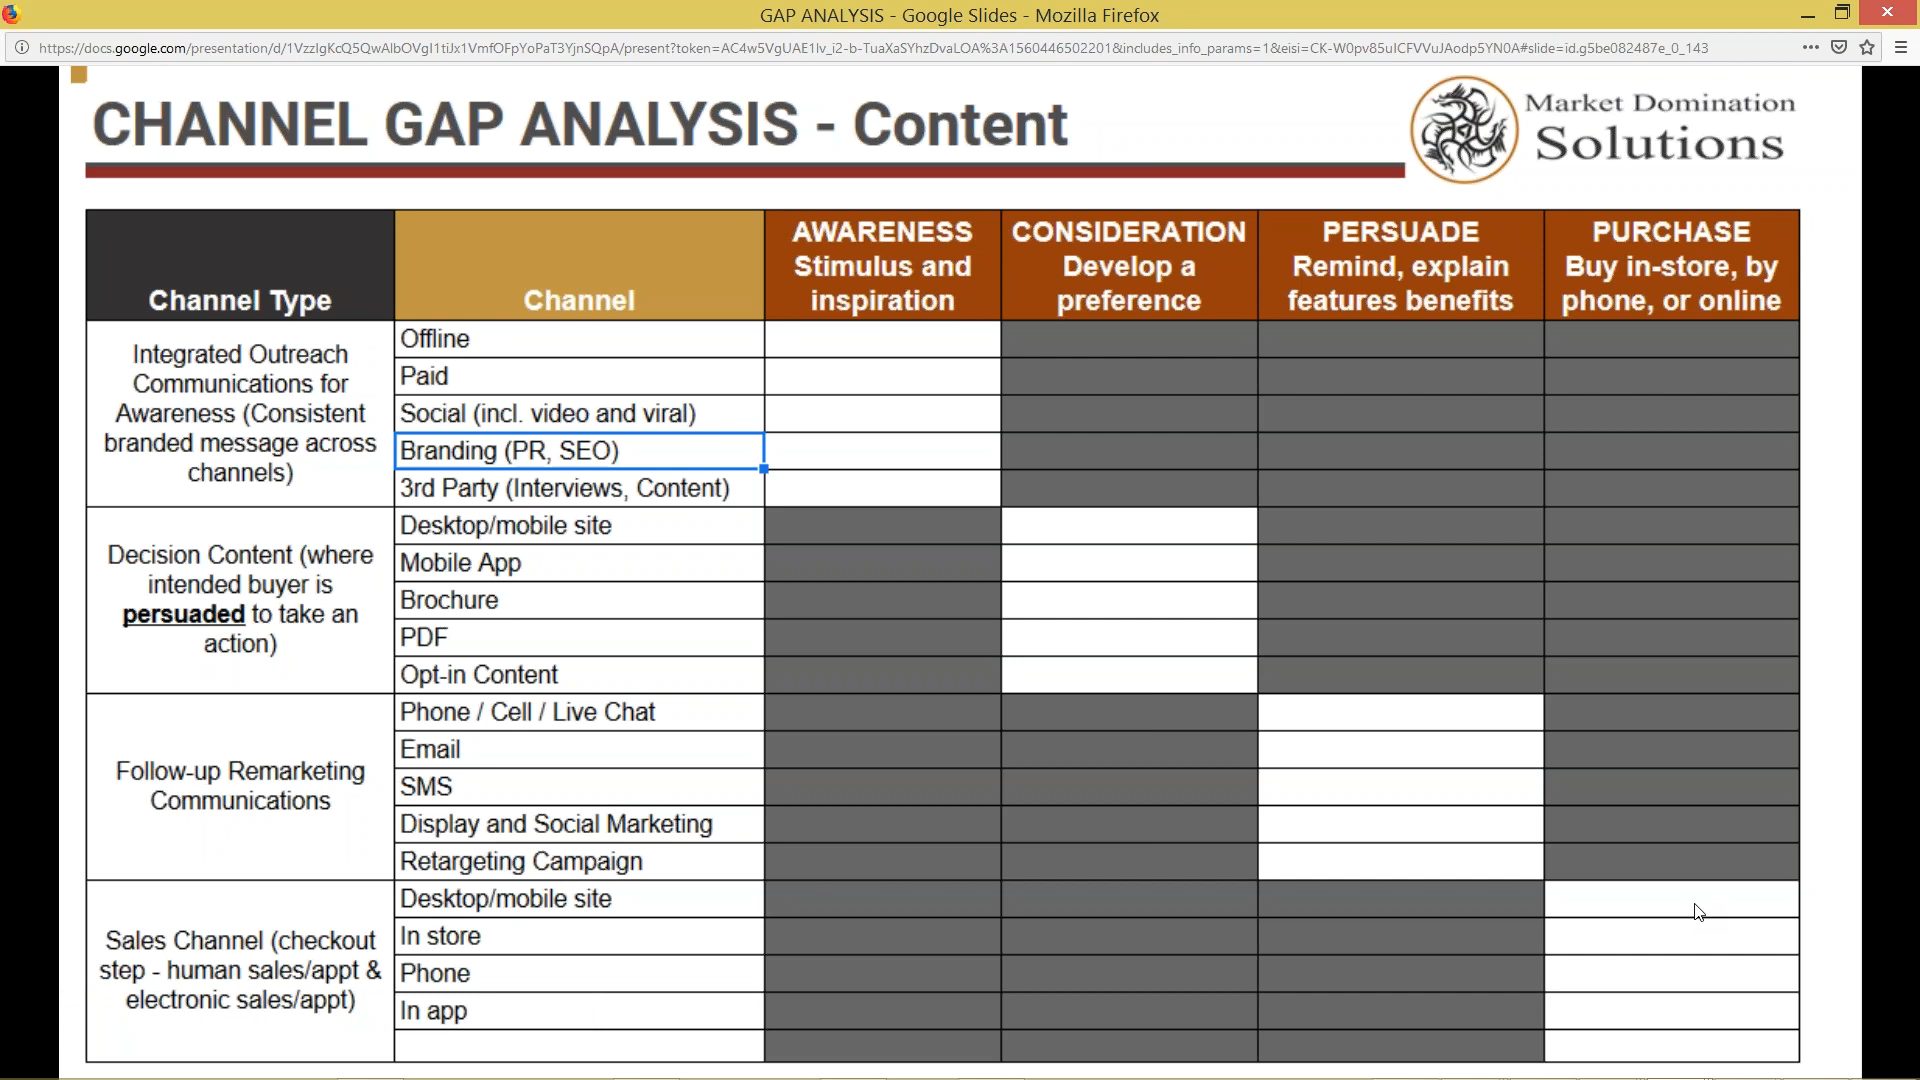 GAP ANALYSIS - Google Slides - Mozilla Firefox
https://docs.google.com/presentation/d/1VzzIgKcQ5QwAlbOVgI1tiJx1VmfOFpYoPaT3YjnSQpA/present?token=AC4w5VgUAE1lv_i2-b-TuaXaSYhzDvaLOA%3A1560446502201&includes_info_params=1&eisi=CK-W0pv85uICFVVuJAodp5YN0A#slide=id.g5be082487e_0_143
CHANNEL GAP ANALYSIS - Content
Market Domination
Solutions
Channel Type
Channel
AWARENESS
Stimulus and
inspiration
CONSIDERATION
Develop a
preference
PERSUADE
Remind, explain
features benefits
PURCHASE
Buy in-store, by
phone, or online
Integrated Outreach
Communications for
Awareness (Consistent
branded message across
channels)
Offline
Paid
Social (incl. video and viral)
Branding (PR, SEO)
3rd Party (Interviews, Content)
Decision Content (where
intended buyer is
persuaded to take an
action)
Desktop/mobile site
Mobile App
Brochure
PDF
Opt-in Content
Follow-up Remarketing
Communications
Phone / Cell / Live Chat
Email
SMS
Display and Social Marketing
Retargeting Campaign
Sales Channel (checkout
step - human sales/appt &
electronic sales/appt)
Desktop/mobile site
In store
Phone
In app